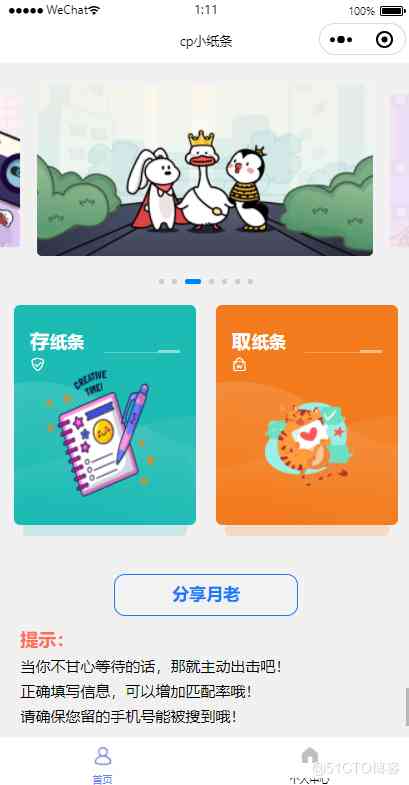 WeChat 1:11 100%
cp小纸条
存纸条 取纸条
CREATIVE
TIME!
分享月老
提示：
当你不甘心等待的话，那就主动出击吧！
正确填写信息，可以增加匹配率哦！
请确保您留的手机号能被搜到哦！
首页 个人中心
@51CTO博客